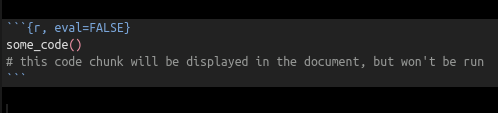 ```{r, eval=FALSE}
some_code()
# this code chunk will be displayed in the document, but won't be run
```